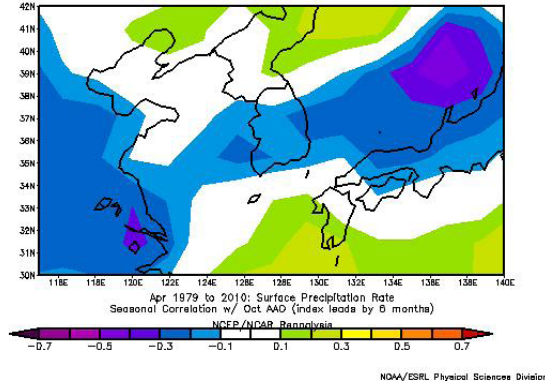 42N
41N
40N
39N
38N
37N
36N
35N
34N
33N
32N
31N
30N
116E 118E 120E 122E 124E 126E 128E 130E 132E 134E 136E 138E 140E
Apr 1979 to 2010: Surface Precipitation Rate
Seasonal Correlation w/ Oct AAO (index leads by 6 months)
NCEP/NCAR Reanalysis
-0.7 -0.5 -0.3 -0.1 0.1 0.3 0.5 0.7
NOAA/ESRL Physical Sciences Division